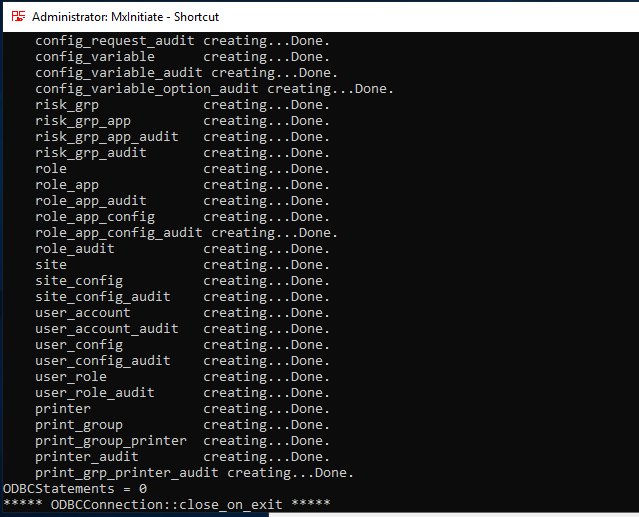 Administrator: MxInitiate - Shortcut
config_request_audit creating...Done.
config_variable      creating...Done.
config_variable_audit creating...Done.
config_variable_option_audit creating...Done.
risk_grp             creating...Done.
risk_grp_app         creating...Done.
risk_grp_app_audit   creating...Done.
risk_grp_audit       creating...Done.
role                 creating...Done.
role_app             creating...Done.
role_app_audit       creating...Done.
role_app_config      creating...Done.
role_app_config_audit creating...Done.
role_audit           creating...Done.
site                 creating...Done.
site_config          creating...Done.
site_config_audit    creating...Done.
user_account         creating...Done.
user_account_audit   creating...Done.
user_config          creating...Done.
user_config_audit    creating...Done.
user_role            creating...Done.
user_role_audit      creating...Done.
printer              creating...Done.
print_group          creating...Done.
print_group_printer  creating...Done.
printer_audit        creating...Done.
print_grp_printer_audit creating...Done.
ODBCStatements = 0
***** ODBCConnection::close_on_exit *****